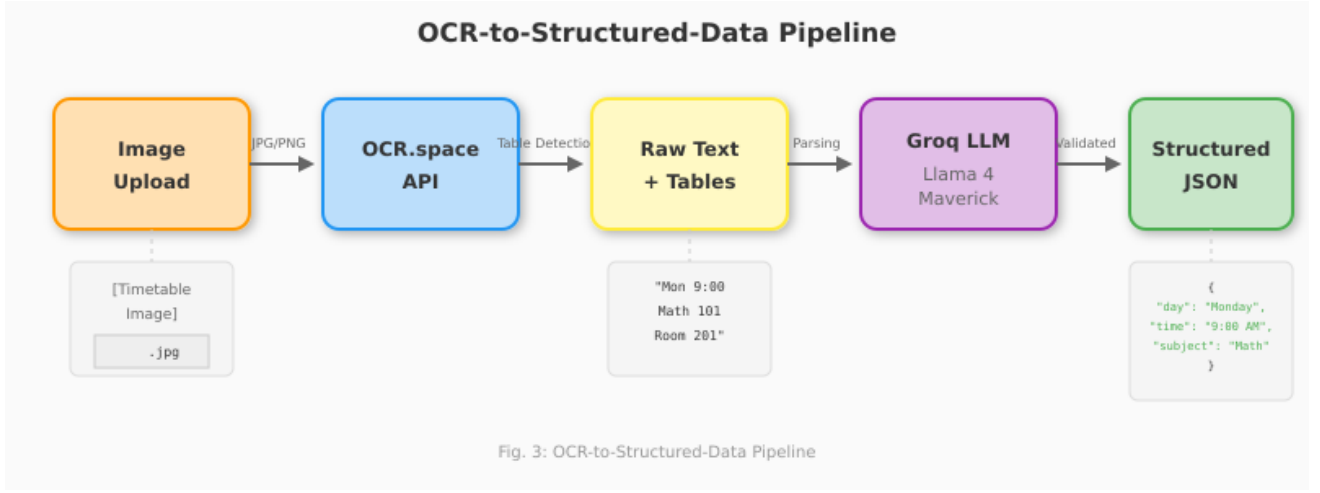 OCR-to-Structured-Data Pipeline
Image
Upload
JPG/PNG
OCR.space
API
Table Detectio
Raw Text
+ Tables
Parsing
Groq LLM
Llama 4
Maverick
Validated
Structured
JSON
[Timetable
Image]
.jpg
"Mon 9:00
Math 101
Room 201"
{
"day": "Monday",
"time": "9:00 AM",
"subject": "Math"
}
Fig. 3: OCR-to-Structured-Data Pipeline